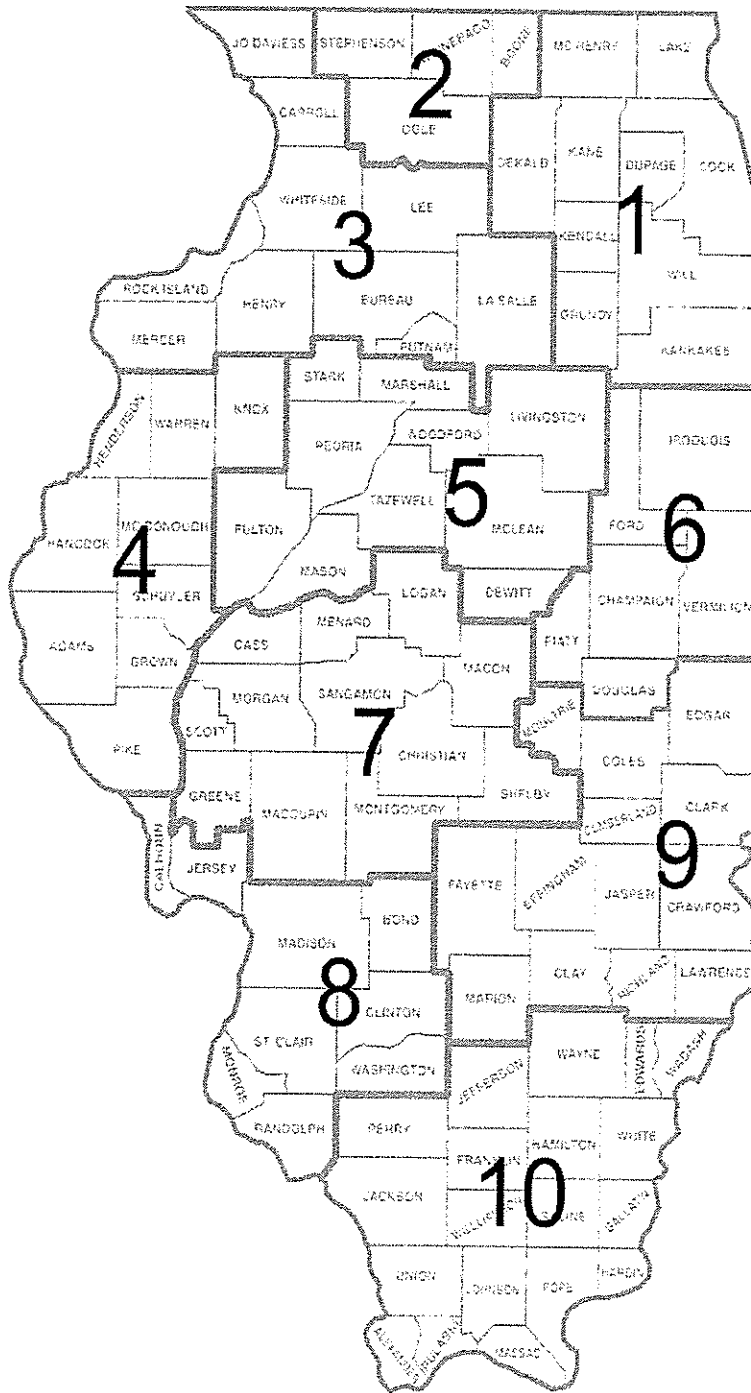 JO DAVIESS STEPHENSON WINNEBAGO BOONE MC HENRY LAKE
2
CARROLL OGLE DEKALB KANE DUPAGE COOK
WHITESIDE LEE KENDALL 1
3 WILL
ROCK ISLAND HENRY BUREAU LA SALLE GRUNDY
MERCER PUTNAM KANKAKEE
STARK MARSHALL
HENDERSON WARREN KNOX PEORIA WOODFORD LIVINGSTON IROQUOIS
5
HANCOCK MC DONOUGH FULTON TAZEWELL MCLEAN FORD 6
4
SCHUYLER MASON LOGAN DEWITT CHAMPAIGN VERMILION
ADAMS BROWN CASS MENARD MACON PIATT
MORGAN SANGAMON DOUGLAS EDGAR
PIKE SCOTT 7 CHRISTIAN MOULTRIE COLES
GREENE MACOUPIN MONTGOMERY SHELBY CUMBERLAND CLARK
9
CALHOUN JERSEY FAYETTE EFFINGHAM JASPER CRAWFORD
MADISON BOND
8 CLAY RICHLAND LAWRENCE
CLINTON MARION
ST CLAIR WAYNE EDWARDS WABASH
MONROE WASHINGTON JEFFERSON
RANDOLPH PERRY FRANKLIN HAMILTON WHITE
10
JACKSON WILLIAMSON SALINE GALLATIN
UNION JOHNSON POPE HARDIN
ALEXANDER PULASKI MASSAC